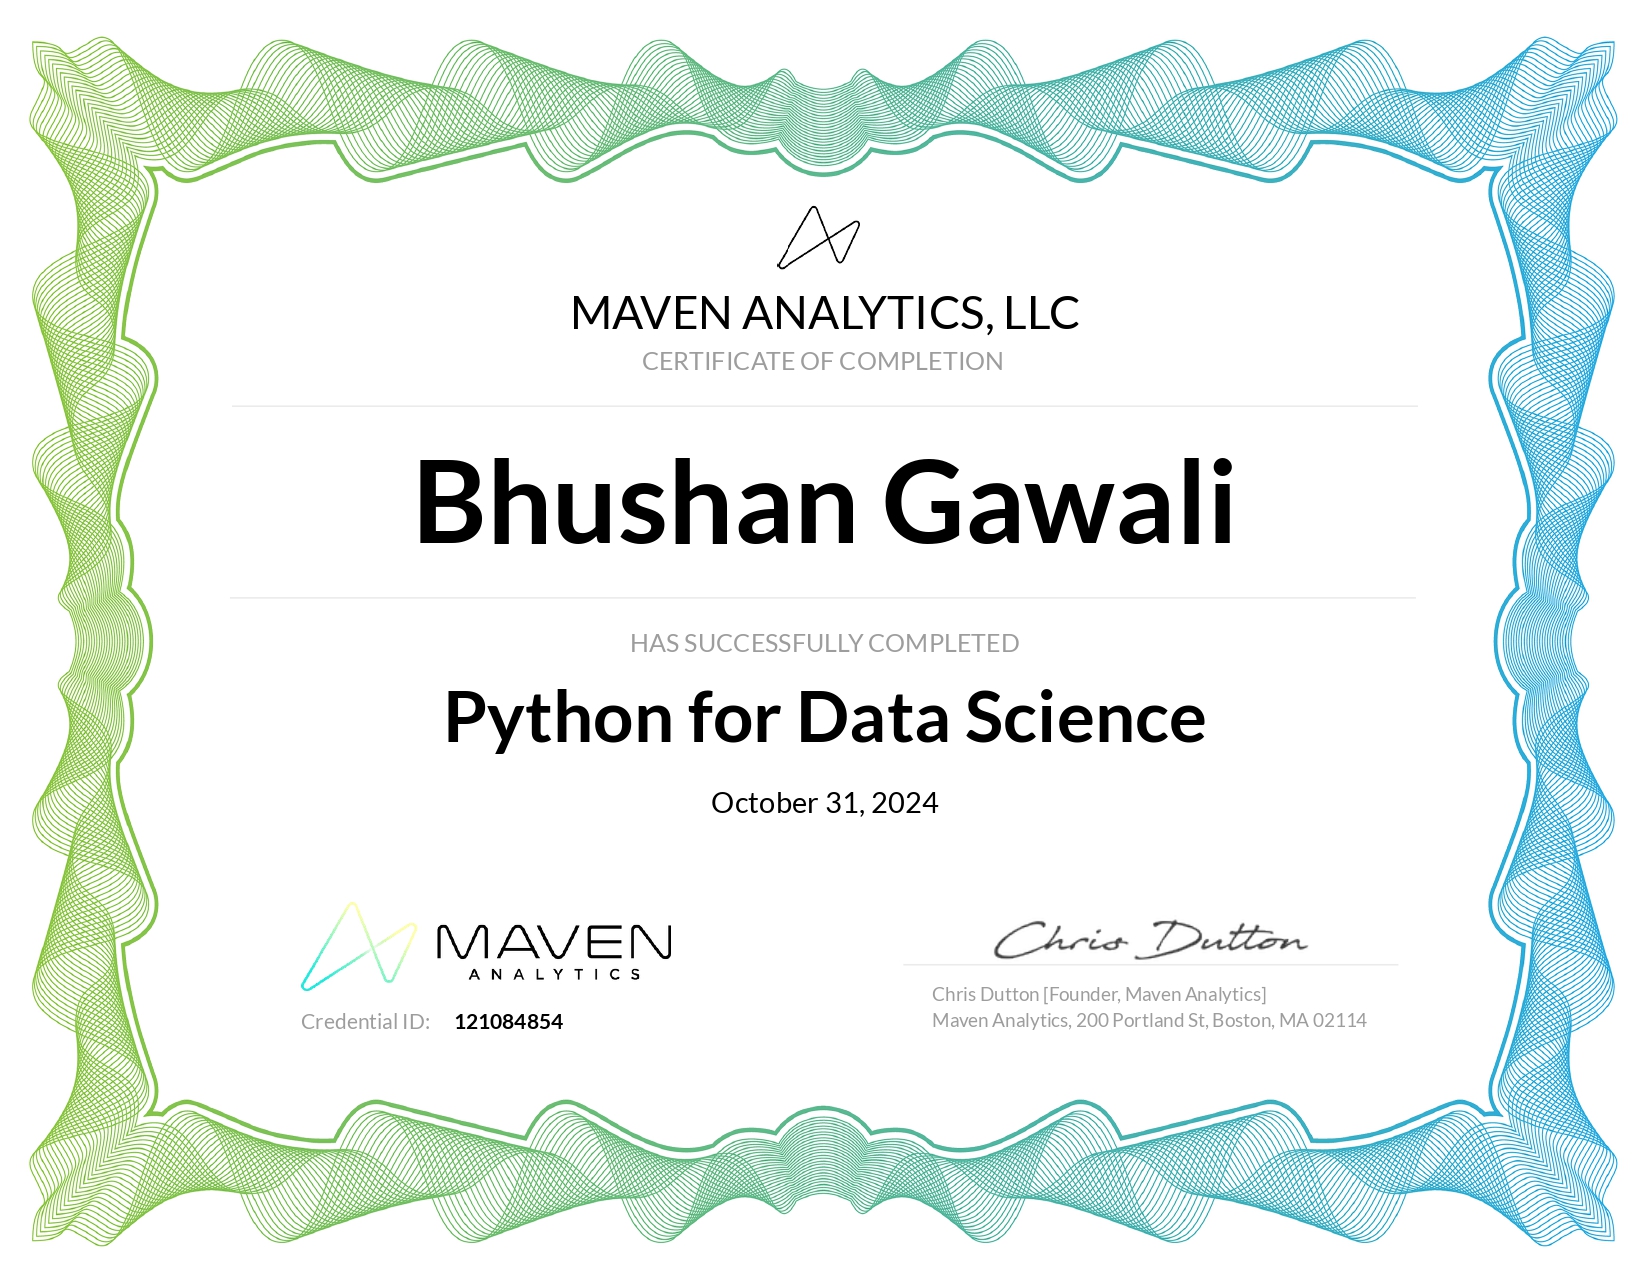 MAVEN ANALYTICS, LLC
CERTIFICATE OF COMPLETION
Bhushan Gawali
HAS SUCCESSFULLY COMPLETED
Python for Data Science
October 31, 2024
MAVEN
ANALYTICS
Credential ID: 121084854
Chris Dutton
Chris Dutton [Founder, Maven Analytics]
Maven Analytics, 200 Portland St, Boston, MA 02114